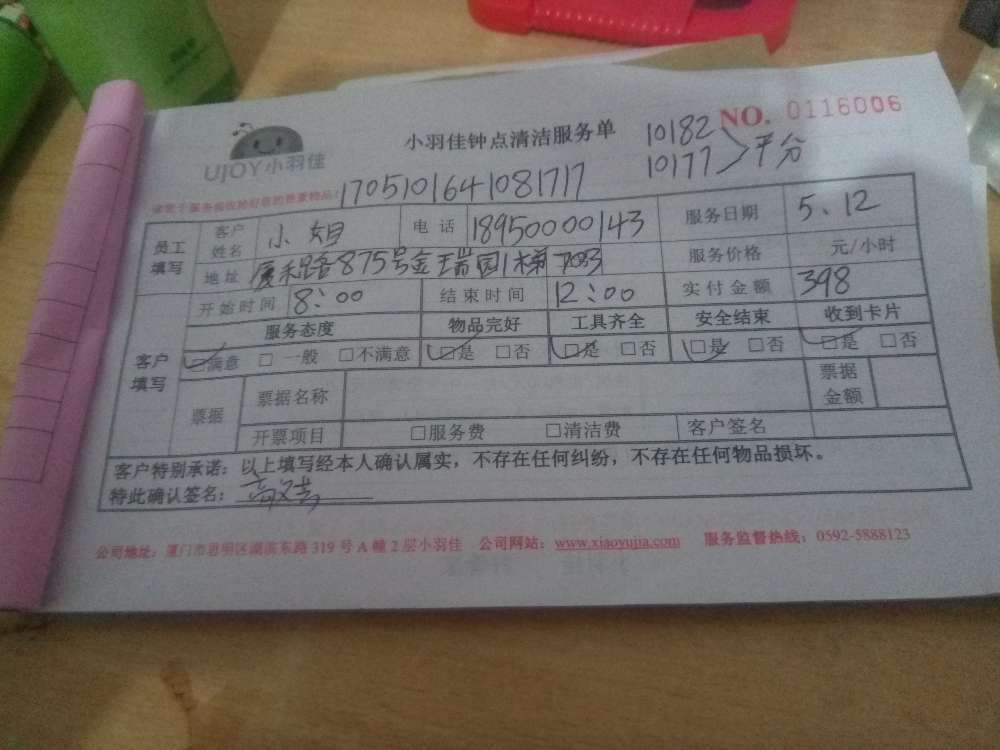 UJOY小羽佳
小羽佳钟点清洁服务单
NO. 0116006
10182
10177 平分
1705101641081717
员工填写 客户姓名 小姐 电话 18950000143 服务日期 5、12
地址 厦禾路875号金瑞园1梯703 服务价格 元/小时
开始时间 8:00 结束时间 12:00 实付金额 398
客户填写 服务态度 物品完好 工具齐全 安全结束 收到卡片
□满意 □一般 □不满意 □是 □否 □是 □否 □是 □否 □是 □否
票据 票据名称 票据金额
开票项目 □服务费 □清洁费 客户签名
客户特别承诺：以上填写经本人确认属实，不存在任何纠纷，不存在任何物品损坏。
特此确认签名：
公司地址：厦门市思明区湖滨东路319号A幢2层小羽佳 公司网站：www.xiaoyujia.com 服务监督热线：0592-5888123